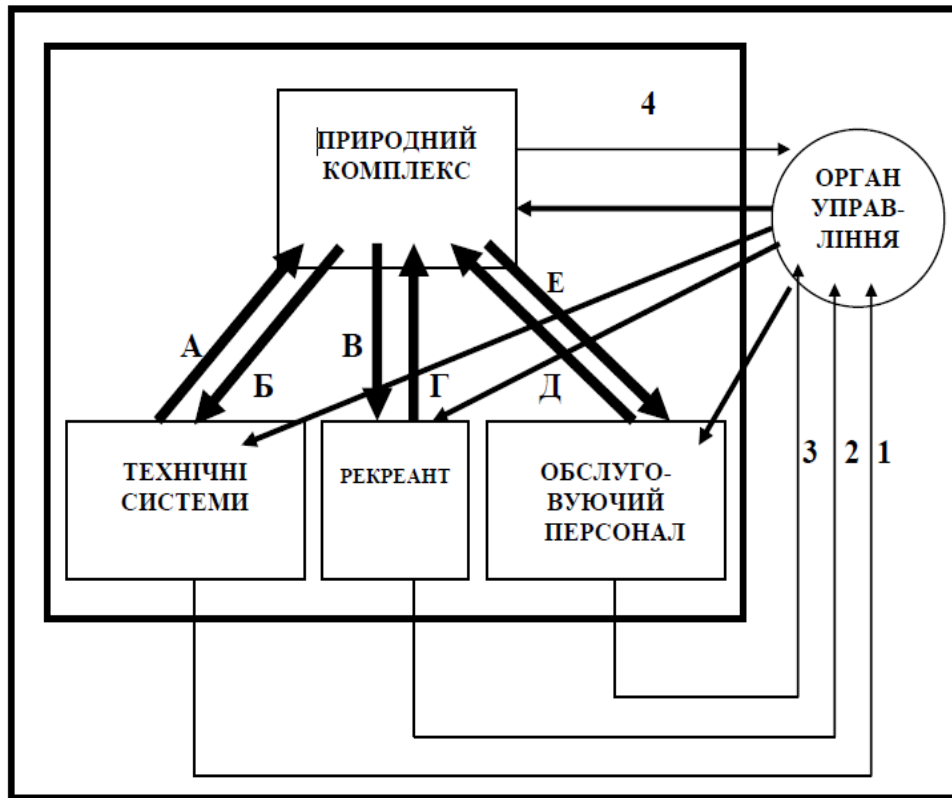 4
ПРИРОДНИЙ
КОМПЛЕКС
ОРГАН
УПРАВ-
ЛІННЯ
Е
А
Б
В
Г
Д
3
2
1
ТЕХНІЧНІ
СИСТЕМИ
РЕКРЕАНТ
ОБСЛУГО-
ВУЮЧИЙ
ПЕРСОНАЛ